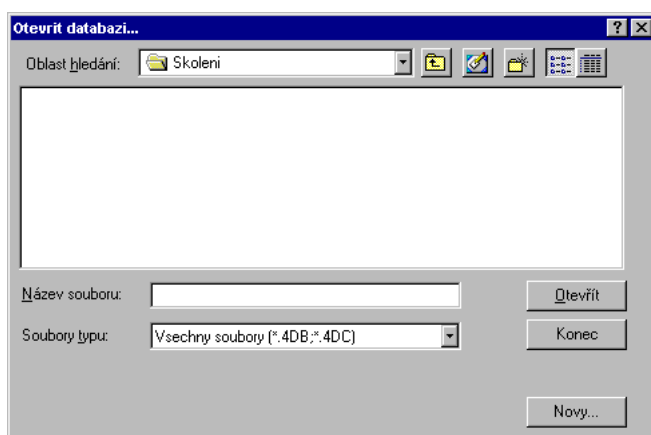 Otevrit databazi...
Oblast hledání: Skoleni
Název souboru:
Otevřít
Soubory typu: Vsechny soubory (*.4DB;*.4DC)
Konec
Novy...